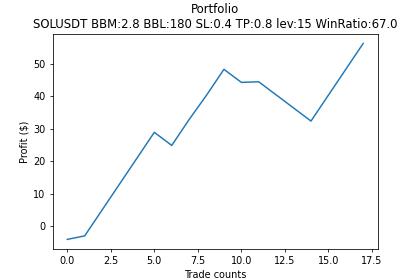 Portfolio
SOLUSDT BBM:2.8 BBL:180 SL:0.4 TP:0.8 lev:15 WinRatio:67.0
50
40
30
20
10
0
Profit ($)
0.0 2.5 5.0 7.5 10.0 12.5 15.0 17.5
Trade counts